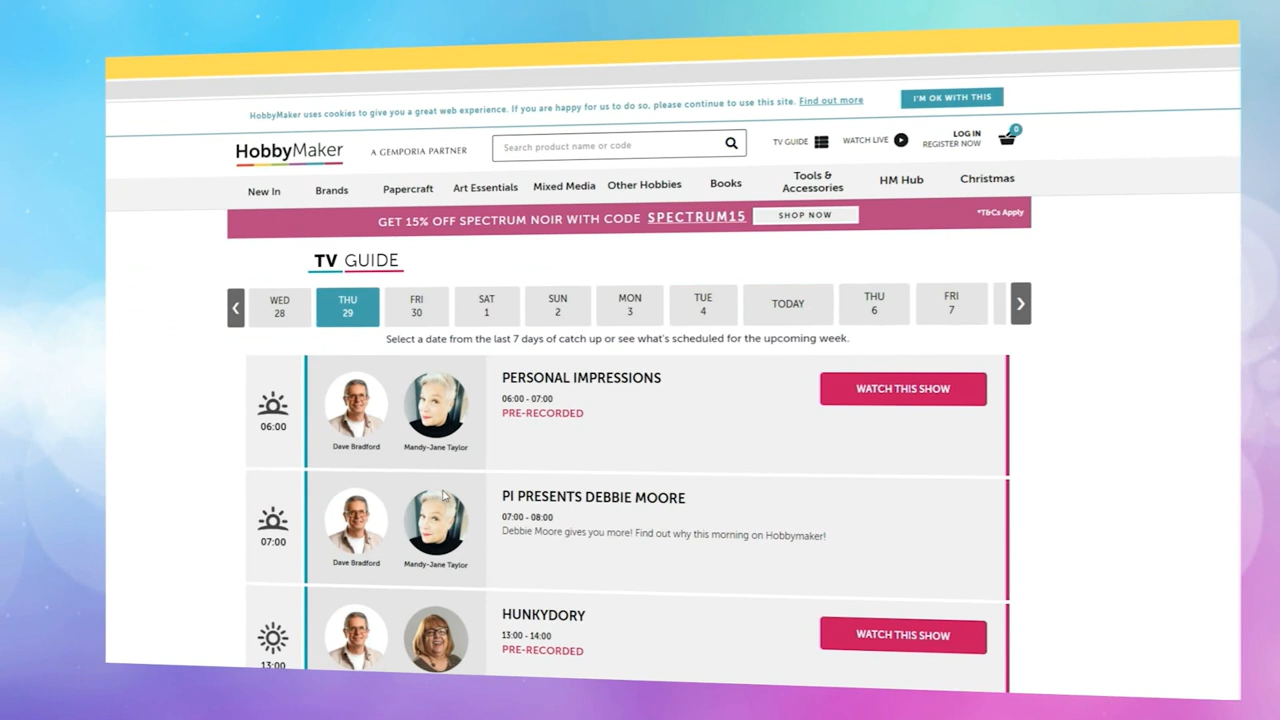 HobbyMaker uses cookies to give you a great web experience. If you are happy for us to do so, please continue to use this site. Find out more
I'M OK WITH THIS
HobbyMaker
A GEMPORIA PARTNER
Search product name or code
TV GUIDE
WATCH LIVE
LOG IN
REGISTER NOW
0
New In
Brands
Papercraft
Art Essentials
Mixed Media
Other Hobbies
Books
Tools &
Accessories
HM Hub
Christmas
GET 15% OFF SPECTRUM NOIR WITH CODE SPECTRUM15
SHOP NOW
*T&Cs Apply
TV GUIDE
WED
28
THU
29
FRI
30
SAT
1
SUN
2
MON
3
TUE
4
TODAY
THU
6
FRI
7
Select a date from the last 7 days of catch up or see what's scheduled for the upcoming week.
06:00
Dave Bradford
Mandy-Jane Taylor
PERSONAL IMPRESSIONS
06:00 - 07:00
PRE-RECORDED
WATCH THIS SHOW
07:00
Dave Bradford
Mandy-Jane Taylor
PI PRESENTS DEBBIE MOORE
07:00 - 08:00
Debbie Moore gives you more! Find out why this morning on Hobbymaker!
13:00
HUNKYDORY
13:00 - 14:00
PRE-RECORDED
WATCH THIS SHOW